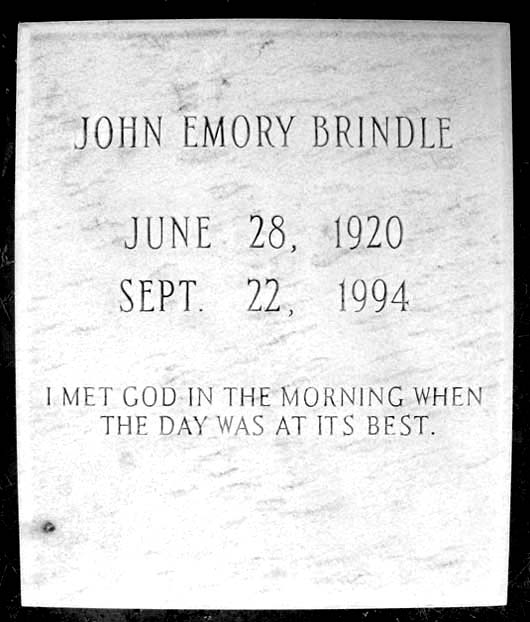 JOHN EMORY BRINDLE
JUNE 28, 1920
SEPT. 22, 1994
I MET GOD IN THE MORNING WHEN
THE DAY WAS AT ITS BEST.